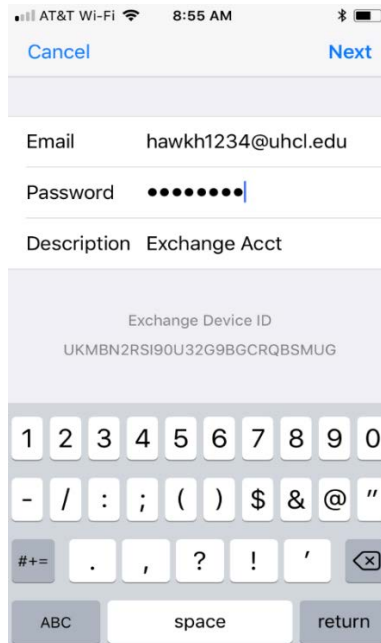 AT&T Wi-Fi 8:55 AM
Cancel Next
Email hawkh1234@uhcl.edu
Password ••••••••
Description Exchange Acct
Exchange Device ID
UKMBN2RSI90U32G9BGCRQBSMUG
1 2 3 4 5 6 7 8 9 0
- / : ; ( ) $ & @ "
#+= . , ? ! '
ABC space return